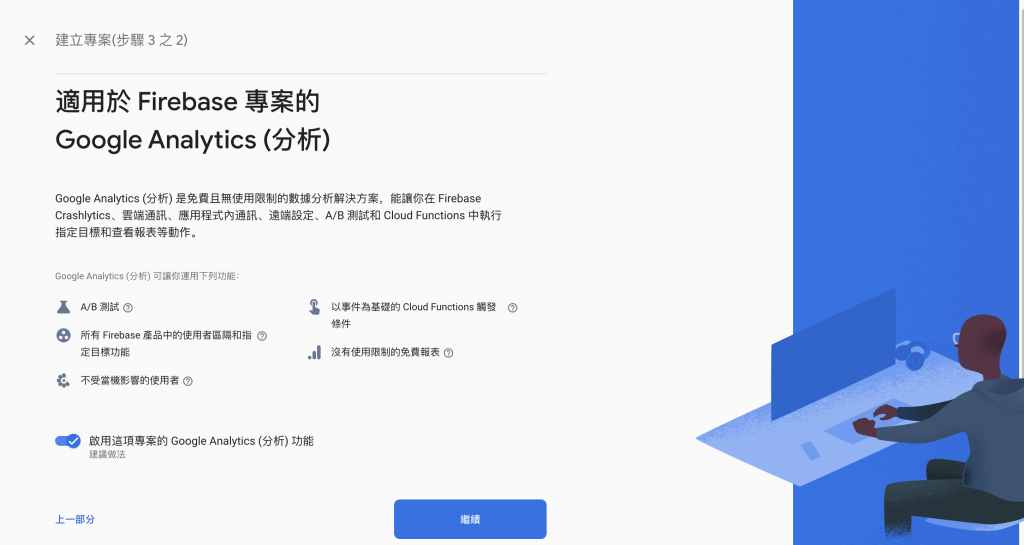 建立專案(步驟 3 之 2)
適用於 Firebase 專案的
Google Analytics (分析)
Google Analytics (分析) 是免費且無使用限制的數據分析解決方案，能讓你在 Firebase
Crashlytics、雲端通訊、應用程式內通訊、遠端設定、A/B 測試和 Cloud Functions 中執行
指定目標和查看報表等動作。
Google Analytics (分析) 可讓你運用下列功能：
A/B 測試
以事件為基礎的 Cloud Functions 觸發
條件
所有 Firebase 產品中的使用者區隔和指
定目標功能
沒有使用限制的免費報表
不受當機影響的使用者
啟用這項專案的 Google Analytics (分析) 功能
建議做法
上一部分
繼續